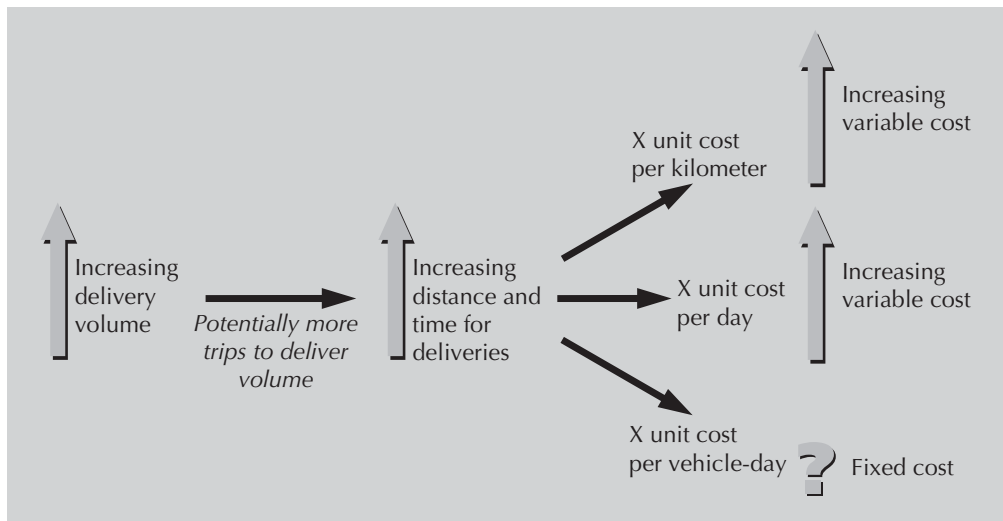 Increasing
delivery
volume
Potentially more
trips to deliver
volume
Increasing
distance and
time for
deliveries
X unit cost
per kilometer
Increasing
variable cost
X unit cost
per day
Increasing
variable cost
X unit cost
per vehicle-day
? Fixed cost